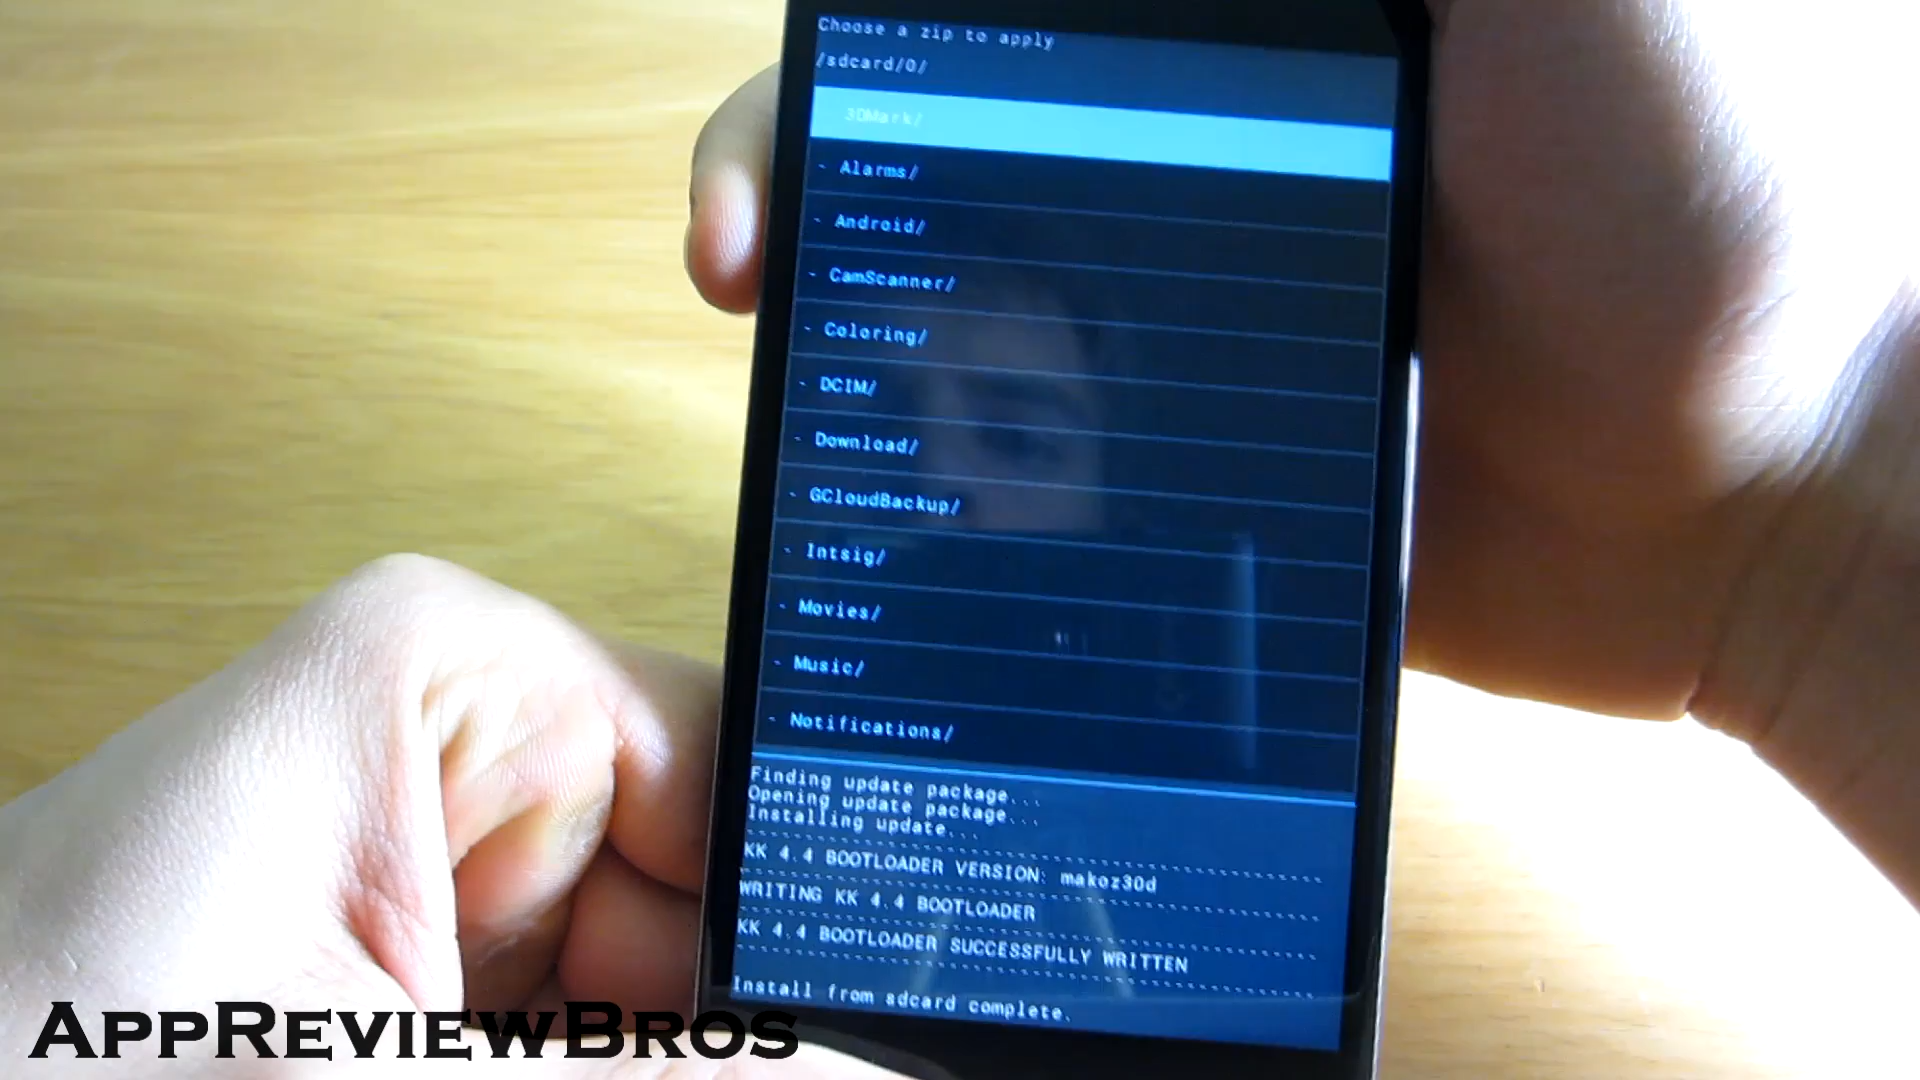 Choose a zip to apply
/sdcard/0/
3DMark/
- Alarms/
- Android/
- CamScanner/
- Coloring/
- DCIM/
- Download/
- GCloudBackup/
- Intsig/
- Movies/
- Music/
- Notifications/
Finding update package...
Opening update package...
Installing update...
KK 4.4 BOOTLOADER VERSION: makoz30d
WRITING KK 4.4 BOOTLOADER
KK 4.4 BOOTLOADER SUCCESSFULLY WRITTEN
Install from sdcard complete.
APPREVIEWBROS